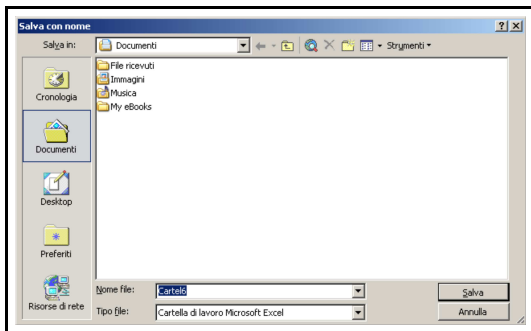 Salva con nome
Salva in: Documenti Strumenti
File ricevuti
Immagini
Musica
My eBooks
Cronologia
Documenti
Desktop
Preferiti
Risorse di rete
Nome file: Cartel6 Salva
Tipo file: Cartella di lavoro Microsoft Excel Annulla